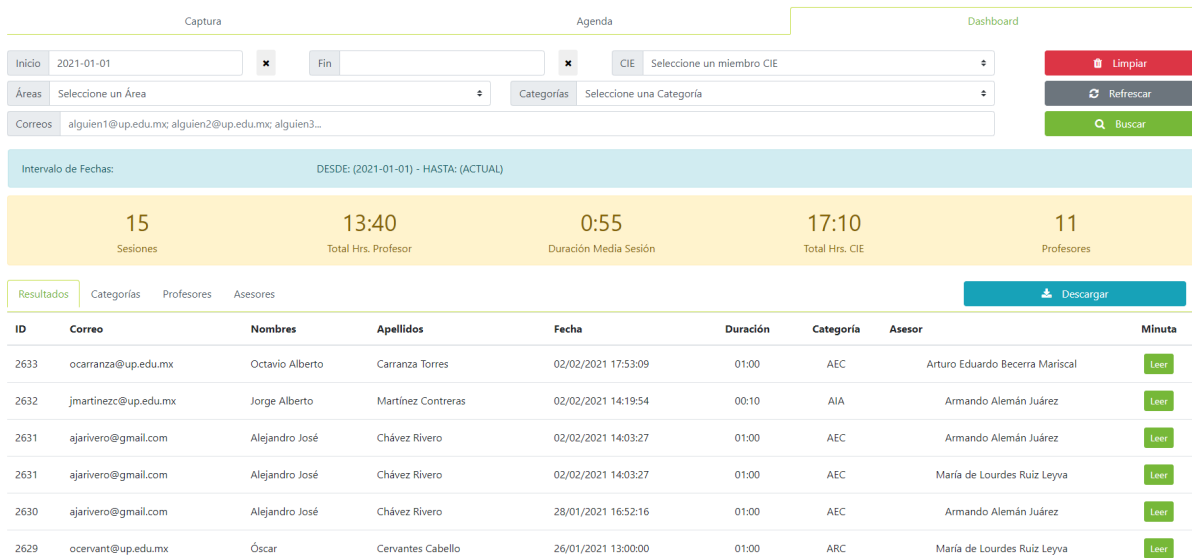 Captura Agenda Dashboard
Inicio 2021-01-01 × Fin × CIE Seleccione un miembro CIE Limpiar
Áreas Seleccione un Área Categorías Seleccione una Categoría Refrescar
Correos alguien1@up.edu.mx; alguien2@up.edu.mx; alguien3... Buscar
Intervalo de Fechas: DESDE: (2021-01-01) - HASTA: (ACTUAL)
15 13:40 0:55 17:10 11
Sesiones Total Hrs. Profesor Duración Media Sesión Total Hrs. CIE Profesores
Resultados Categorías Profesores Asesores Descargar
ID Correo Nombres Apellidos Fecha Duración Categoría Asesor Minuta
2633 ocarranza@up.edu.mx Octavio Alberto Carranza Torres 02/02/2021 17:53:09 01:00 AEC Arturo Eduardo Becerra Mariscal Leer
2632 jmartinezc@up.edu.mx Jorge Alberto Martínez Contreras 02/02/2021 14:19:54 00:10 AIA Armando Alemán Juárez Leer
2631 ajarivero@gmail.com Alejandro José Chávez Rivero 02/02/2021 14:03:27 01:00 AEC Armando Alemán Juárez Leer
2631 ajarivero@gmail.com Alejandro José Chávez Rivero 02/02/2021 14:03:27 01:00 AEC María de Lourdes Ruiz Leyva Leer
2630 ajarivero@gmail.com Alejandro José Chávez Rivero 28/01/2021 16:52:16 01:00 AEC Armando Alemán Juárez Leer
2629 ocervant@up.edu.mx Óscar Cervantes Cabello 26/01/2021 13:00:00 01:00 ARC María de Lourdes Ruiz Leyva Leer